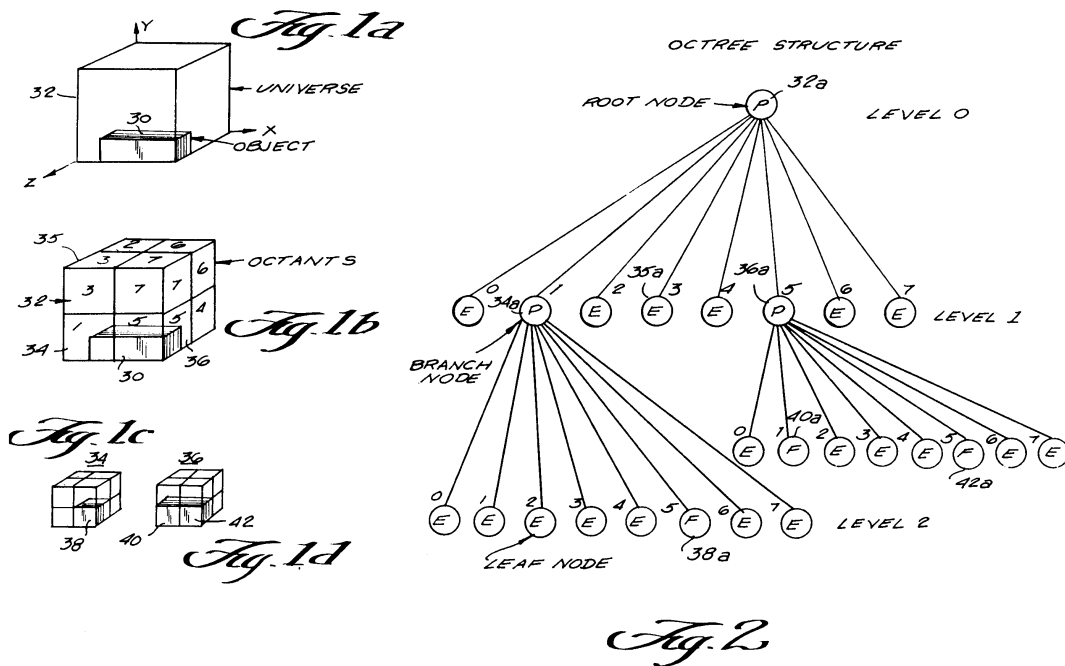 Fig. 1a
Y
32
UNIVERSE
30
X
OBJECT
Z
35
2 6
3 7
3 7 7 6
OCTANTS
32
1 5 5 4
Fig. 1b
34
30
36
Fig. 1c
34
36
38
40
42
Fig. 1d
OCTREE STRUCTURE
32a
ROOT NODE
P
LEVEL 0
0 1 2 35a 3 4 36a 5 6 7
34a
E P E E E P E E
LEVEL 1
BRANCH
NODE
40a
0 1 2 3 4 5 6 7
E F E E E F E E
42a
0 1 2 3 4 5 6 7
E E E E E F E E
LEVEL 2
38a
LEAF NODE
Fig. 2